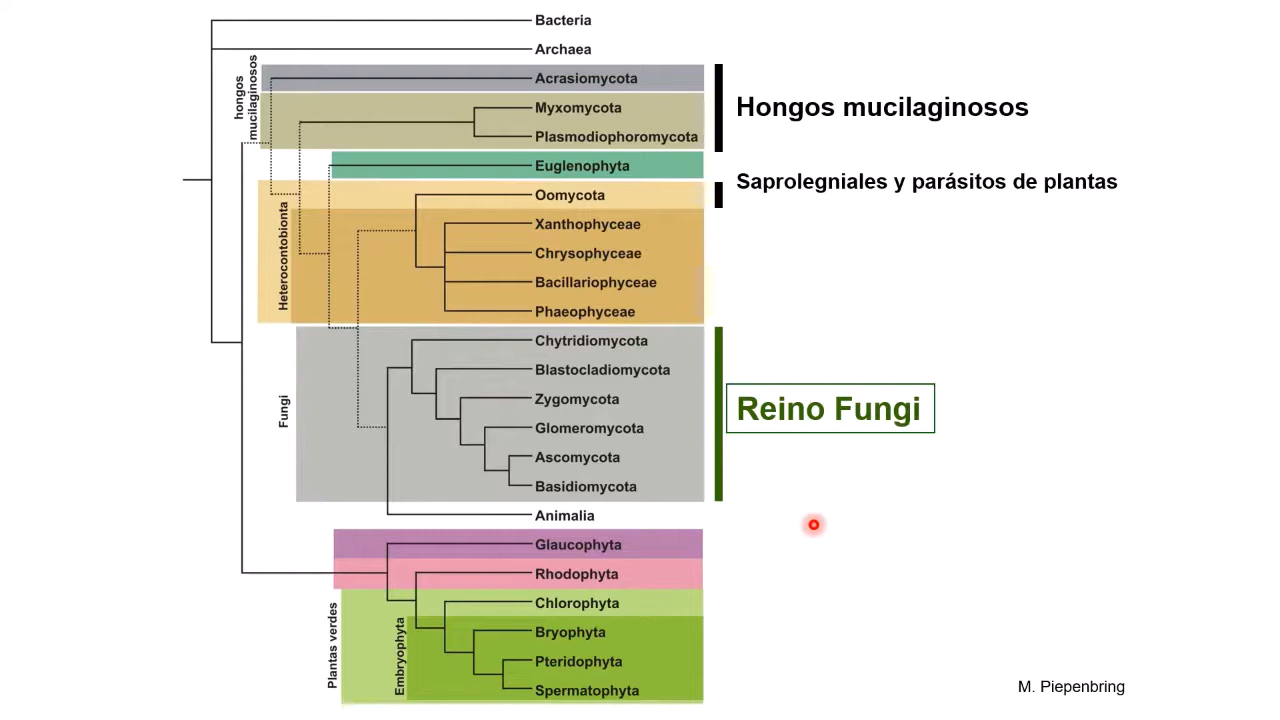 Bacteria
Archaea
hongos
mucilaginosos
Acrasiomycota
Myxomycota
Plasmodiophoromycota
Hongos mucilaginosos
Euglenophyta
Saprolegniales y parásitos de plantas
Heterocontobionta
Oomycota
Xanthophyceae
Chrysophyceae
Bacillariophyceae
Phaeophyceae
Fungi
Chytridiomycota
Blastocladiomycota
Zygomycota
Glomeromycota
Ascomycota
Basidiomycota
Reino Fungi
Animalia
Glaucophyta
Rhodophyta
Plantas verdes
Chlorophyta
Embryophyta
Bryophyta
Pteridophyta
Spermatophyta
M. Piepenbring